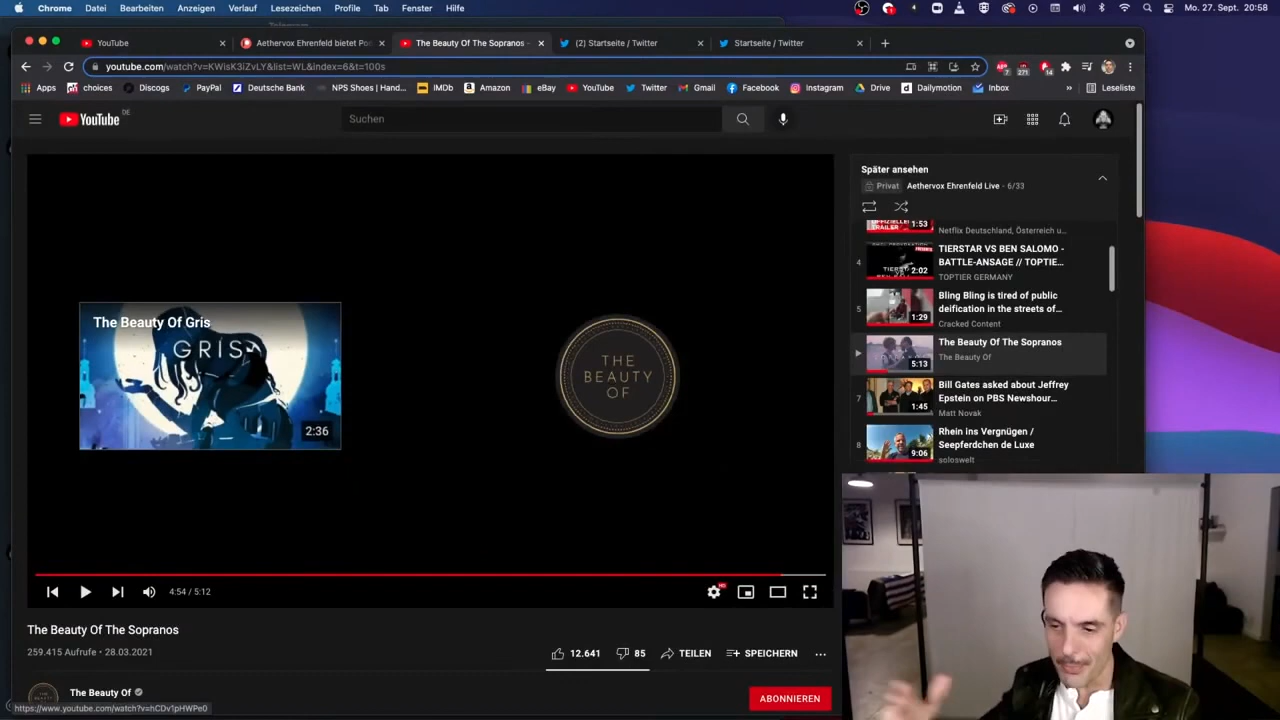 Chrome Datei Bearbeiten Anzeigen Verlauf Lesezeichen Profile Tab Fenster Hilfe Mo. 27. Sept. 20:58
YouTube Aethervox Ehrenfeld bietet Po The Beauty Of The Sopranos - (2) Startseite / Twitter Startseite / Twitter
youtube.com/watch?v=KWisK3iZvLY&list=WL&index=6&t=100s
Apps choices Discogs PayPal Deutsche Bank NPS Shoes | Hand... IMDb Amazon eBay YouTube Twitter Gmail Facebook Instagram Drive Dailymotion Inbox » Leseliste
YouTube DE Suchen
Später ansehen
Privat Aethervox Ehrenfeld Live - 6/33
1:53
Netflix Deutschland, Österreich u...
4 2:02 TIERSTAR VS BEN SALOMO -
BATTLE-ANSAGE // TOPTIE...
TOPTIER GERMANY
5 1:29 Bling Bling is tired of public
deification in the streets of...
Cracked Content
5:13 The Beauty Of The Sopranos
The Beauty Of
7 1:45 Bill Gates asked about Jeffrey
Epstein on PBS Newshour...
Matt Novak
8 9:06 Rhein ins Vergnügen /
Seepferdchen de Luxe
soloswelt
The Beauty Of Gris
GRIS
2:36
THE
BEAUTY
OF
4:54 / 5:12
The Beauty Of The Sopranos
259.415 Aufrufe • 28.03.2021
12.641 85 TEILEN SPEICHERN
The Beauty Of
ABONNIEREN
https://www.youtube.com/watch?v=hCDv1pHWPe0